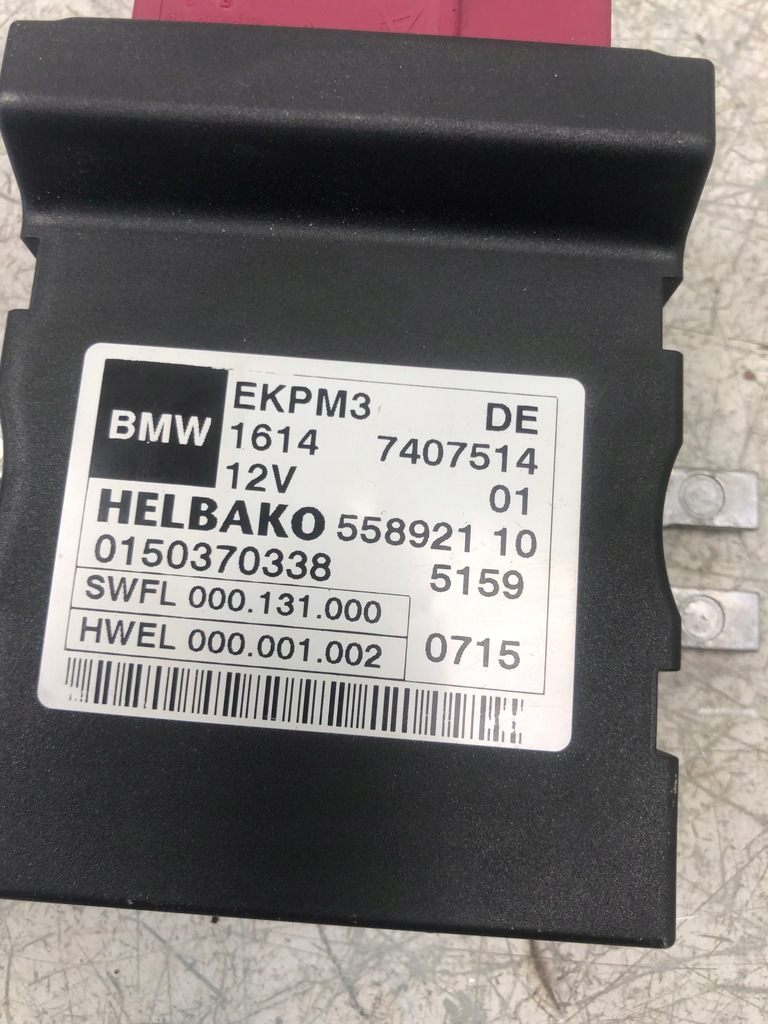 BMW
EKPM3 DE
1614 7407514
12V 01
HELBAKO 558921 10
0150370338 5159
SWFL 000.131.000
HWEL 000.001.002 0715